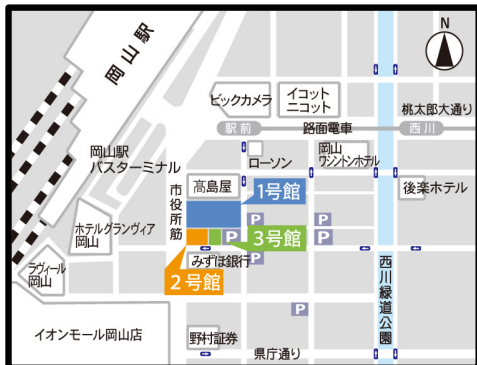 N
岡山駅
ビックカメラ
イコット
ニコット
桃太郎大通り
駅前
路面電車
西川
岡山駅
バスターミナル
ローソン
岡山
ワシントンホテル
市役所筋
髙島屋
1号館
後楽ホテル
P
P
ホテルグランヴィア
岡山
P
3号館
P
ラヴィール
岡山
みずほ銀行
P
2号館
西川緑道公園
P
イオンモール岡山店
野村証券
県庁通り